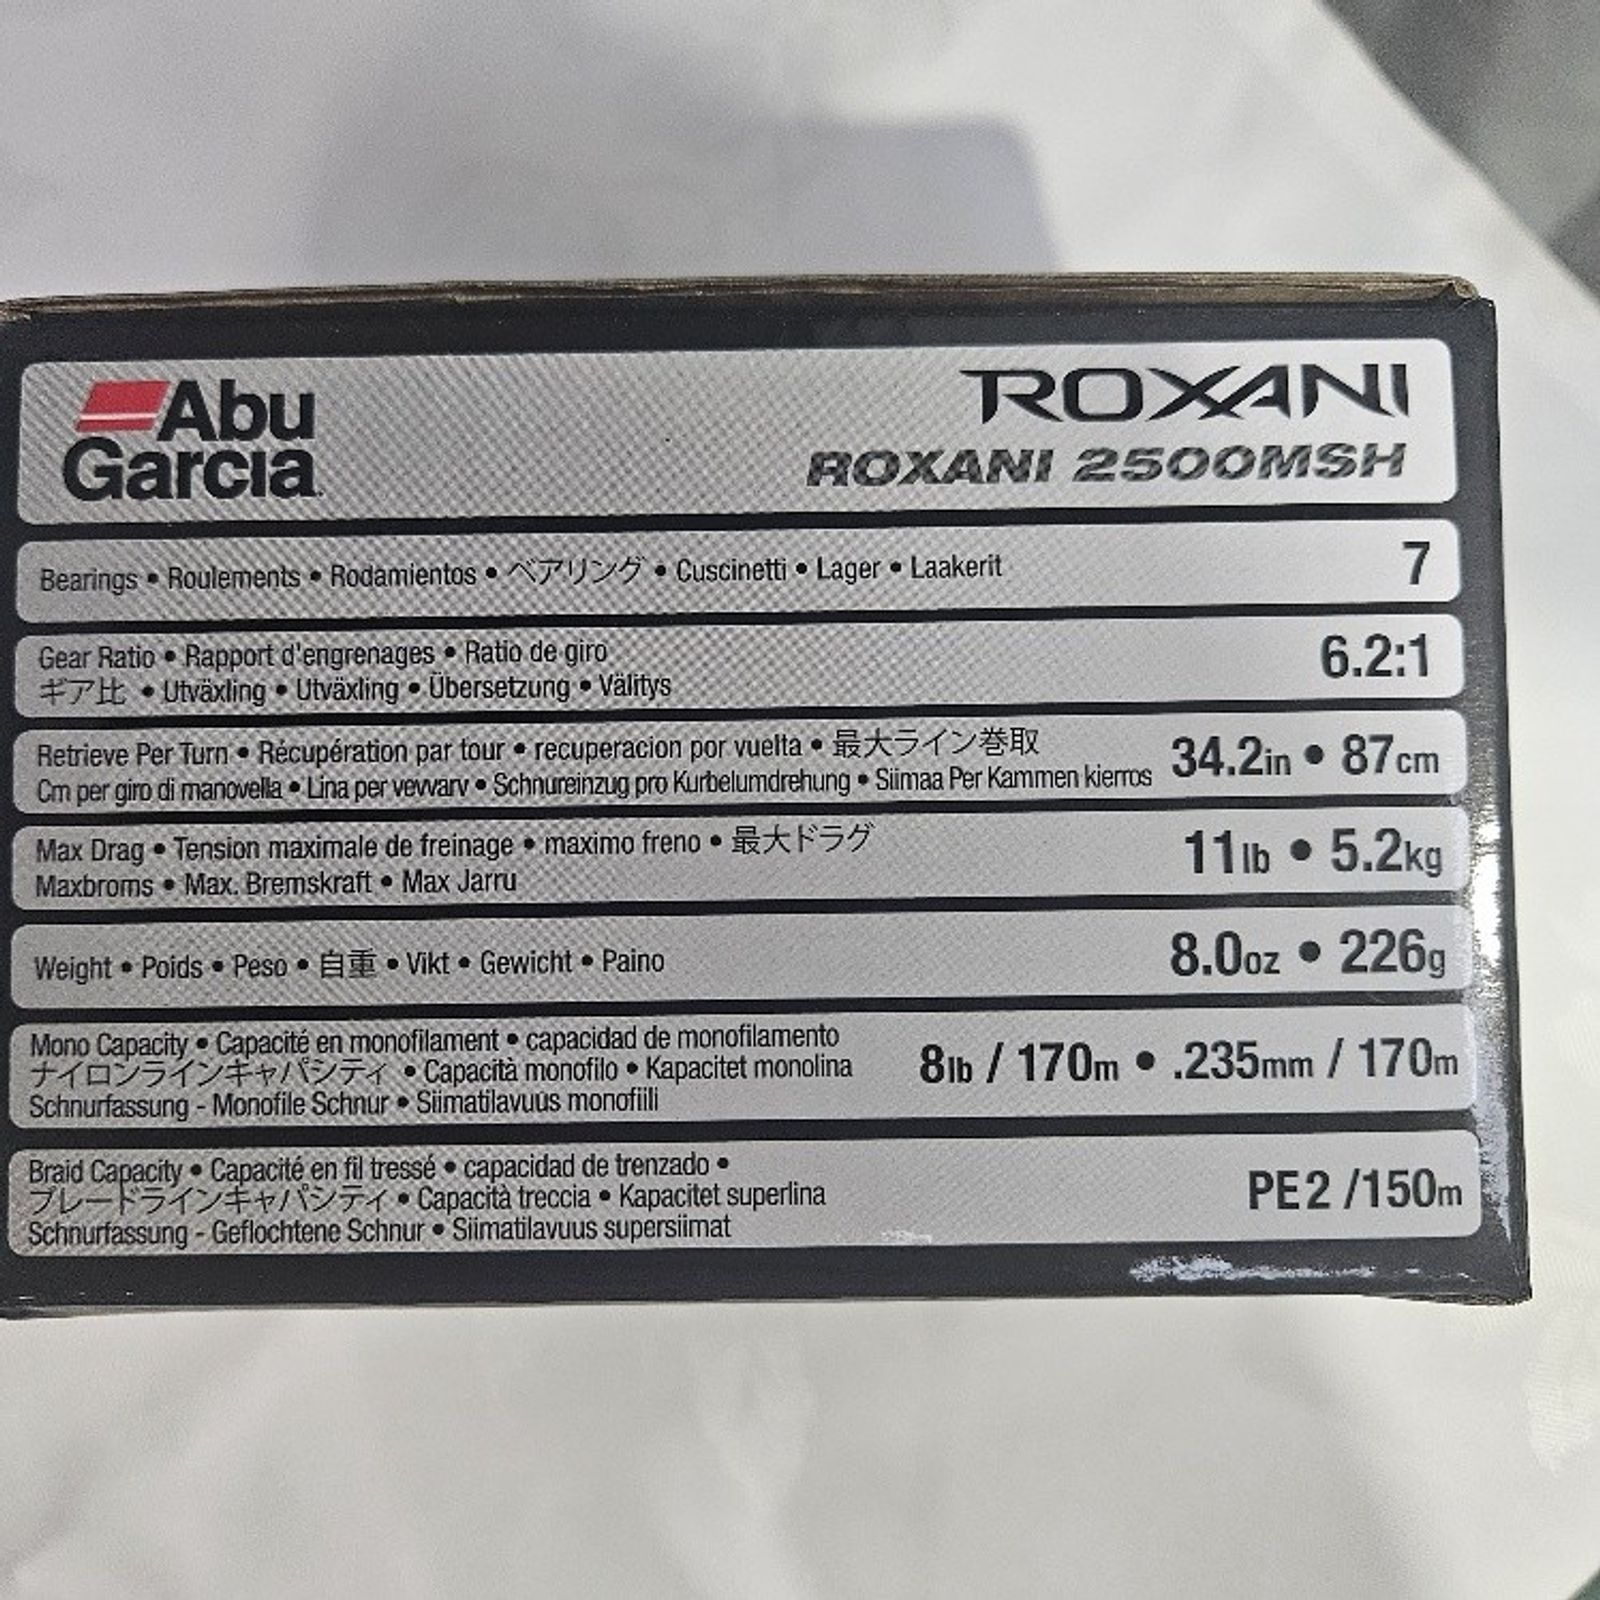 Abu
Garcia
ROXANI
ROXANI 2500MSH
Bearings • Roulements • Rodamientos • ベアリング • Cuscinetti • Lager • Laakerit
7
Gear Ratio • Rapport d'engrenages • Ratio de giro
ギア比 • Utväxling • Utväxling • Übersetzung • Välitys
6.2:1
Retrieve Per Turn • Récupération par tour • recuperacion por vuelta • 最大ライン巻取
Cm per giro di manovella • Lina per vevvarv • Schnureinzug pro Kurbelumdrehung • Siimaa Per Kammen kierros
34.2in • 87cm
Max Drag • Tension maximale de freinage • maximo freno • 最大ドラグ
Maxbroms • Max. Bremskraft • Max Jarru
11lb • 5.2kg
Weight • Poids • Peso • 自重 • Vikt • Gewicht • Paino
8.0oz • 226g
Mono Capacity • Capacité en monofilament • capacidad de monofilamento
ナイロンラインキャパシティ • Capacità monofilo • Kapacitet monolina
Schnurfassung - Monofile Schnur • Siimatilavuus monofiili
8lb / 170m • .235mm / 170m
Braid Capacity • Capacité en fil tressé • capacidad de trenzado •
ブレードラインキャパシティ • Capacità treccia • Kapacitet superlina
Schnurfassung - Geflochtene Schnur • Siimatilavuus supersiimat
PE2 /150m